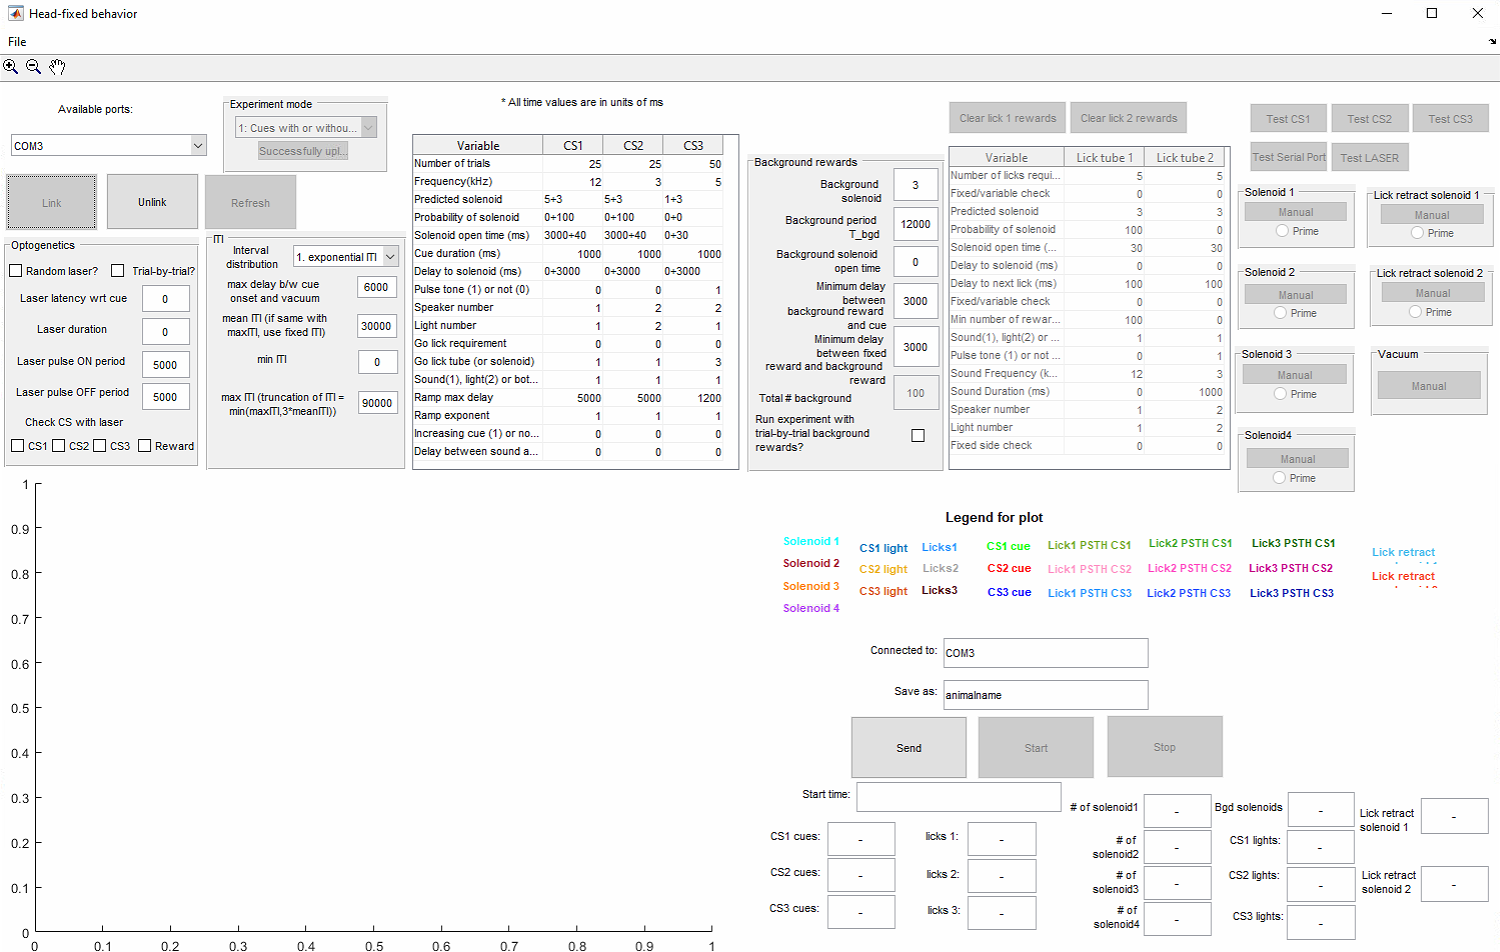 Head-fixed behavior
File
Available ports:
COM3
Link
Unlink
Refresh
Experiment mode
1: Cues with or withou...
Successfully upl...
Optogenetics
Random laser?
Trial-by-trial?
Laser latency wrt cue
0
Laser duration
0
Laser pulse ON period
5000
Laser pulse OFF period
5000
Check CS with laser
CS1
CS2
CS3
Reward
ITI
Interval
distribution
1. exponential ITI
max delay b/w cue
onset and vacuum
6000
mean ITI (if same with
maxITI, use fixed ITI)
30000
min ITI
0
max ITI (truncation of ITI =
min(maxITI,3*meanITI))
90000
* All time values are in units of ms
Variable CS1 CS2 CS3
Number of trials 25 25 50
Frequency(kHz) 12 3 5
Predicted solenoid 5+3 5+3 1+3
Probability of solenoid 0+100 0+100 0+0
Solenoid open time (ms) 3000+40 3000+40 0+30
Cue duration (ms) 1000 1000 1000
Delay to solenoid (ms) 0+3000 0+3000 0+3000
Pulse tone (1) or not (0) 0 0 1
Speaker number 1 2 2
Light number 1 2 1
Go lick requirement 0 0 0
Go lick tube (or solenoid) 1 1 3
Sound(1), light(2) or bot... 1 1 1
Ramp max delay 5000 5000 1200
Ramp exponent 1 1 1
Increasing cue (1) or no... 0 0 0
Delay between sound a... 0 0 0
Background rewards
Background
solenoid
3
Background period
T_bgd
12000
Background solenoid
open time
0
Minimum delay
between
background reward
and cue
3000
Minimum delay
between fixed
reward and background
reward
3000
Total # background
100
Run experiment with
trial-by-trial background
rewards?
Clear lick 1 rewards
Clear lick 2 rewards
Variable Lick tube 1 Lick tube 2
Number of licks requi... 5 5
Fixed/variable check 0 0
Predicted solenoid 3 3
Probability of solenoid 100 0
Solenoid open time (... 30 30
Delay to solenoid (ms) 0 0
Delay to next lick (ms) 100 100
Fixed/variable check 0 0
Min number of rewar... 100 0
Sound(1), light(2) or ... 1 1
Pulse tone (1) or not ... 0 1
Sound Frequency (k... 12 3
Sound Duration (ms) 0 1000
Speaker number 1 2
Light number 1 2
Fixed side check 0 0
Test CS1
Test CS2
Test CS3
Test Serial Port
Test LASER
Solenoid 1
Manual
Prime
Lick retract solenoid 1
Manual
Prime
Solenoid 2
Manual
Prime
Lick retract solenoid 2
Manual
Prime
Solenoid 3
Manual
Prime
Vacuum
Manual
Solenoid4
Manual
Prime
1
0.9
0.8
0.7
0.6
0.5
0.4
0.3
0.2
0.1
0
0 0.1 0.2 0.3 0.4 0.5 0.6 0.7 0.8 0.9 1
Legend for plot
Solenoid 1
Solenoid 2
Solenoid 3
Solenoid 4
CS1 light
CS2 light
CS3 light
Licks1
Licks2
Licks3
CS1 cue
CS2 cue
CS3 cue
Lick1 PSTH CS1
Lick1 PSTH CS2
Lick1 PSTH CS3
Lick2 PSTH CS1
Lick2 PSTH CS2
Lick2 PSTH CS3
Lick3 PSTH CS1
Lick3 PSTH CS2
Lick3 PSTH CS3
Lick retract
Lick retract
Connected to:
COM3
Save as:
animalname
Send
Start
Stop
Start time:
CS1 cues: -
CS2 cues: -
CS3 cues: -
licks 1: -
licks 2: -
licks 3: -
# of solenoid1 -
# of
solenoid2
-
# of
solenoid3
-
# of
solenoid4
-
Bgd solenoids -
CS1 lights: -
CS2 lights: -
CS3 lights: -
Lick retract
solenoid 1
-
Lick retract
solenoid 2
-